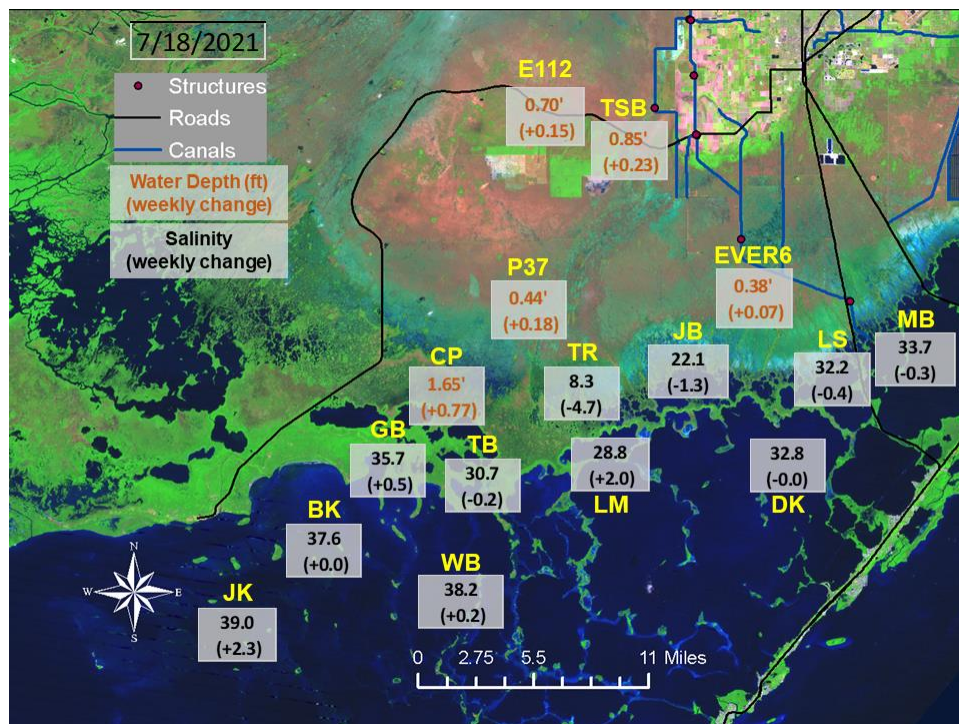 7/18/2021
Structures
Roads
Canals
Water Depth (ft)
(weekly change)
Salinity
(weekly change)
E112
0.70'
(+0.15)
TSB
0.85'
(+0.23)
P37
0.44'
(+0.18)
EVER6
0.38'
(+0.07)
CP
1.65'
(+0.77)
TR
8.3
(-4.7)
JB
22.1
(-1.3)
LS
32.2
(-0.4)
MB
33.7
(-0.3)
GB
35.7
(+0.5)
TB
30.7
(-0.2)
28.8
(+2.0)
LM
32.8
(-0.0)
DK
BK
37.6
(+0.0)
WB
38.2
(+0.2)
JK
39.0
(+2.3)
N
W E
S
0 2.75 5.5 11 Miles